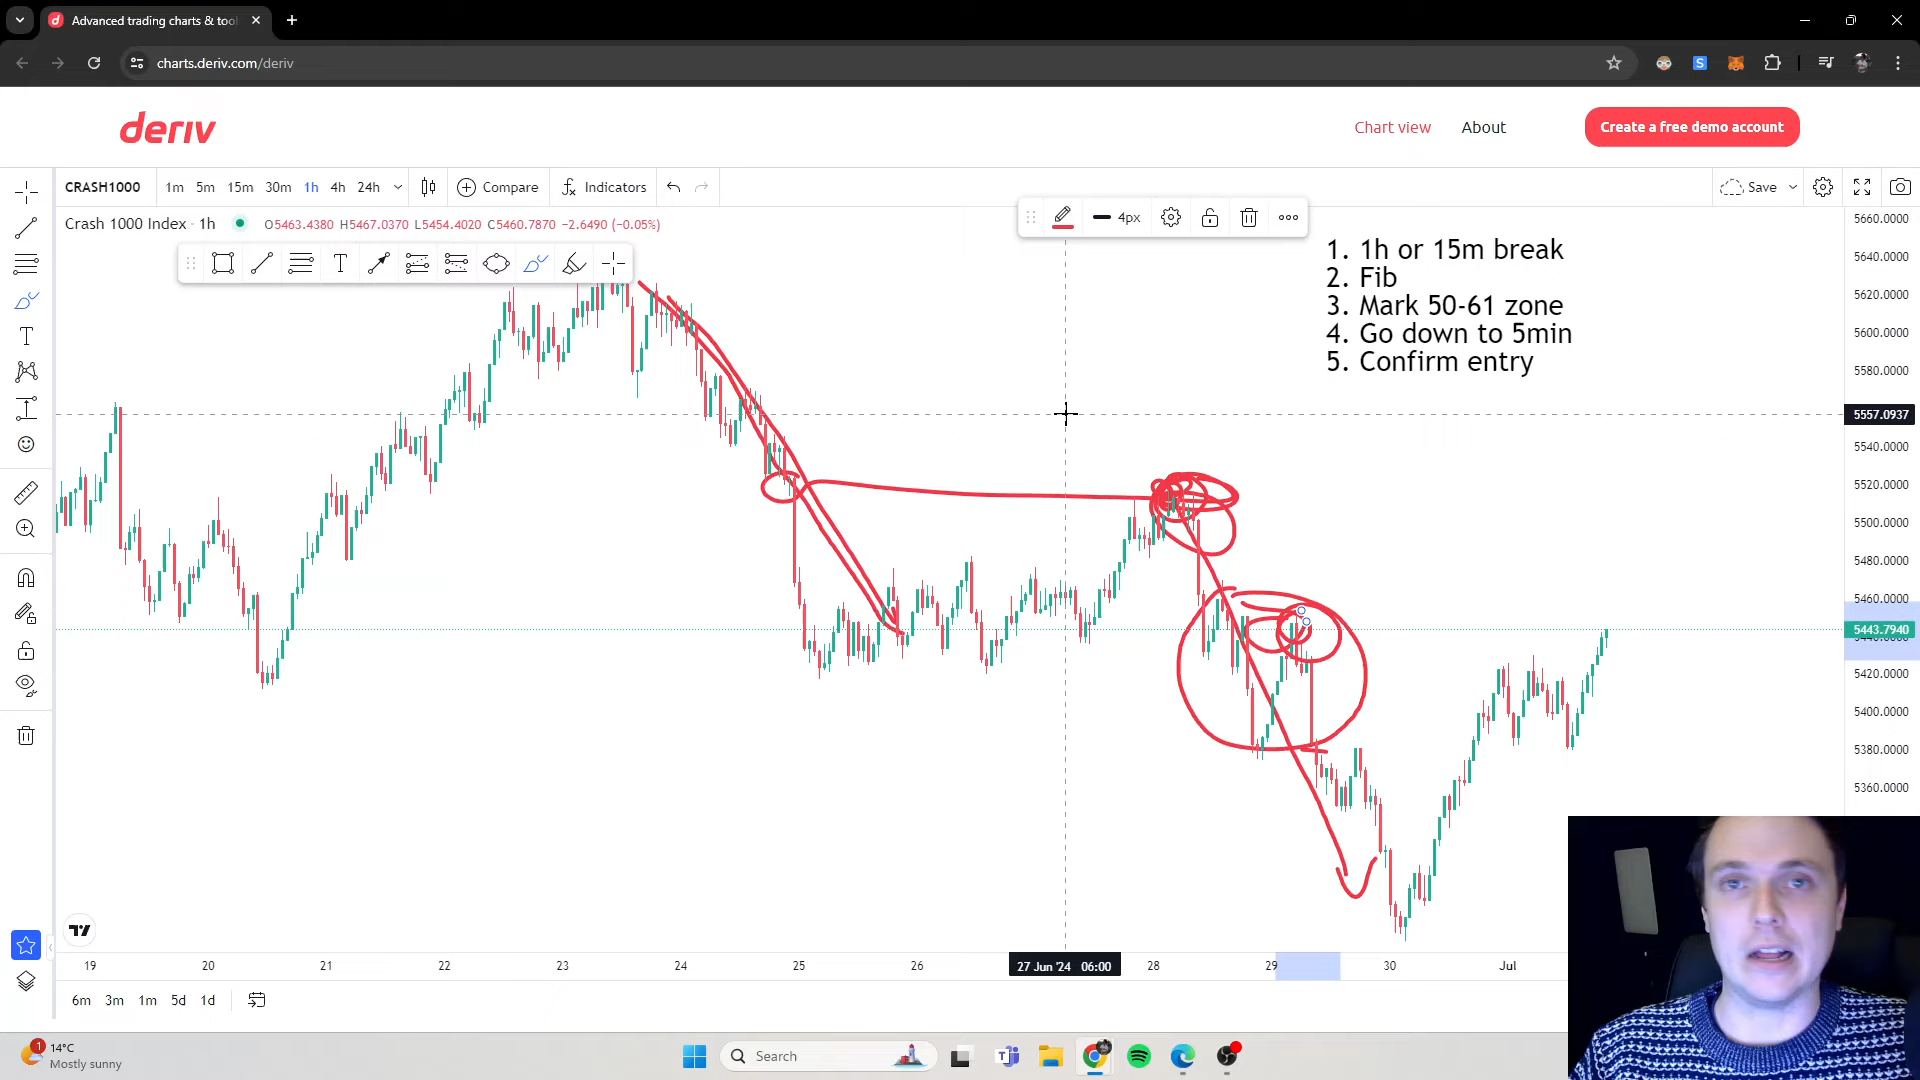 Advanced trading charts & tool
charts.deriv.com/deriv
deriv
Chart view
About
Create a free demo account
CRASH1000
1m 5m 15m 30m 1h 4h 24h
Compare
Indicators
Save
Crash 1000 Index · 1h
O5463.4380 H5467.0370 L5454.4020 C5460.7870 −2.6490 (−0.05%)
4px
1. 1h or 15m break
2. Fib
3. Mark 50-61 zone
4. Go down to 5min
5. Confirm entry
5660.0000
5640.0000
5620.0000
5600.0000
5580.0000
5557.0937
5540.0000
5520.0000
5500.0000
5480.0000
5460.0000
5443.7940
5420.0000
5400.0000
5380.0000
5360.0000
19 20 21 22 23 24 25 26 27 Jun '24 06:00 28 29 30 Jul
6m 3m 1m 5d 1d
1
14°C
Mostly sunny
Search